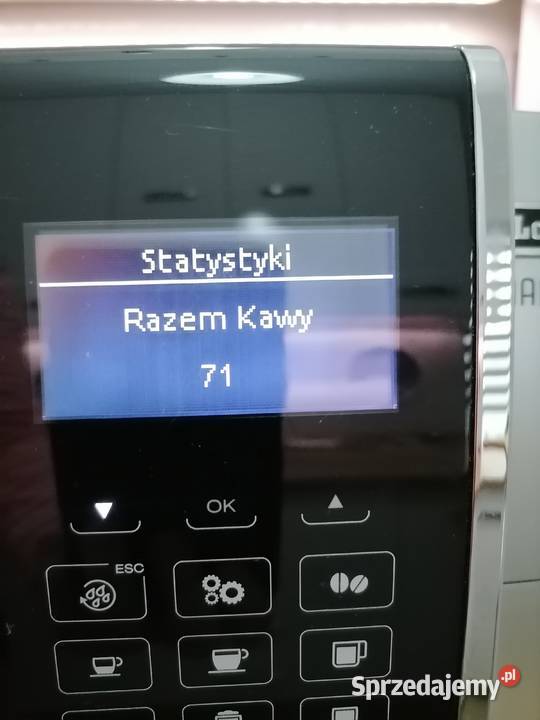 Statystyki
Razem Kawy
71
OK
ESC
Sprzedajemy.pl